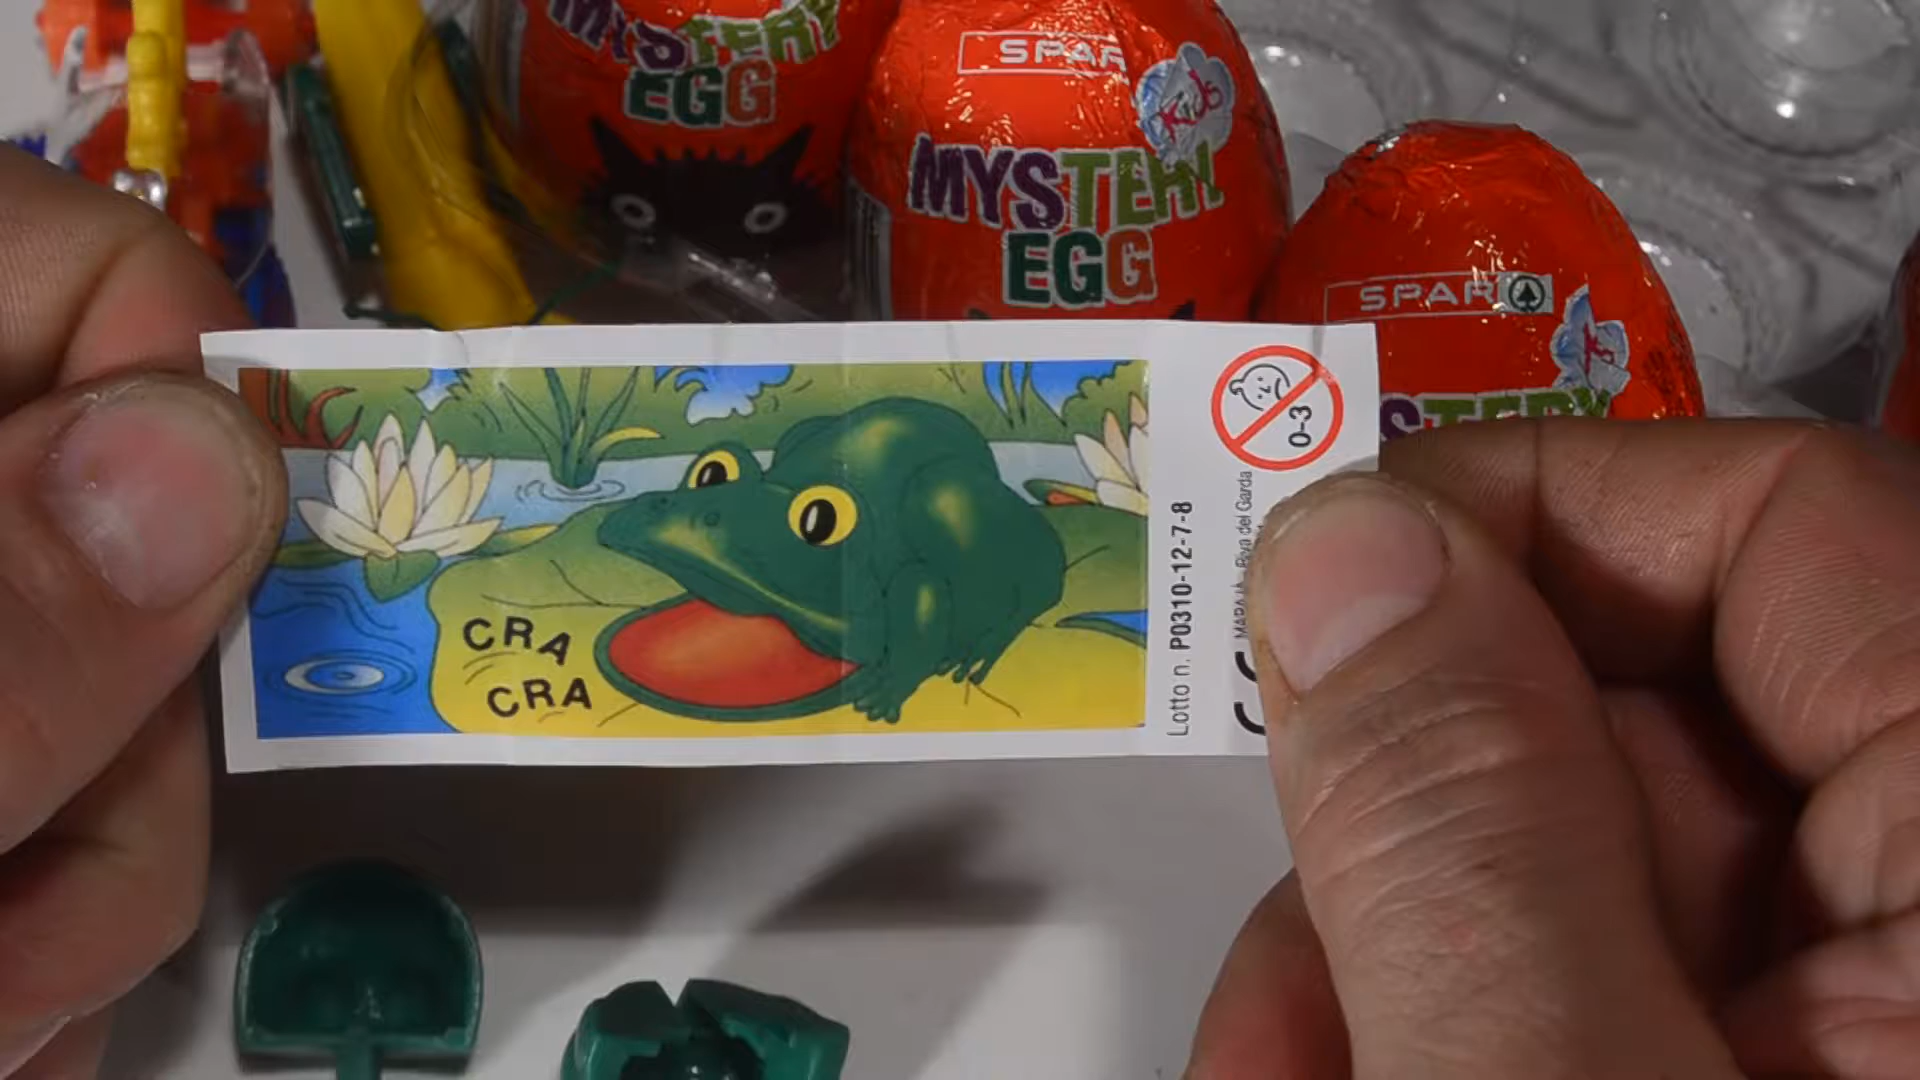 MYSTERY
EGG
SPAR
KIDS
MYSTERY
EGG
SPAR
CRA
CRA
Lotto n. P0310-12-7-8
Riva del Garda
0-3